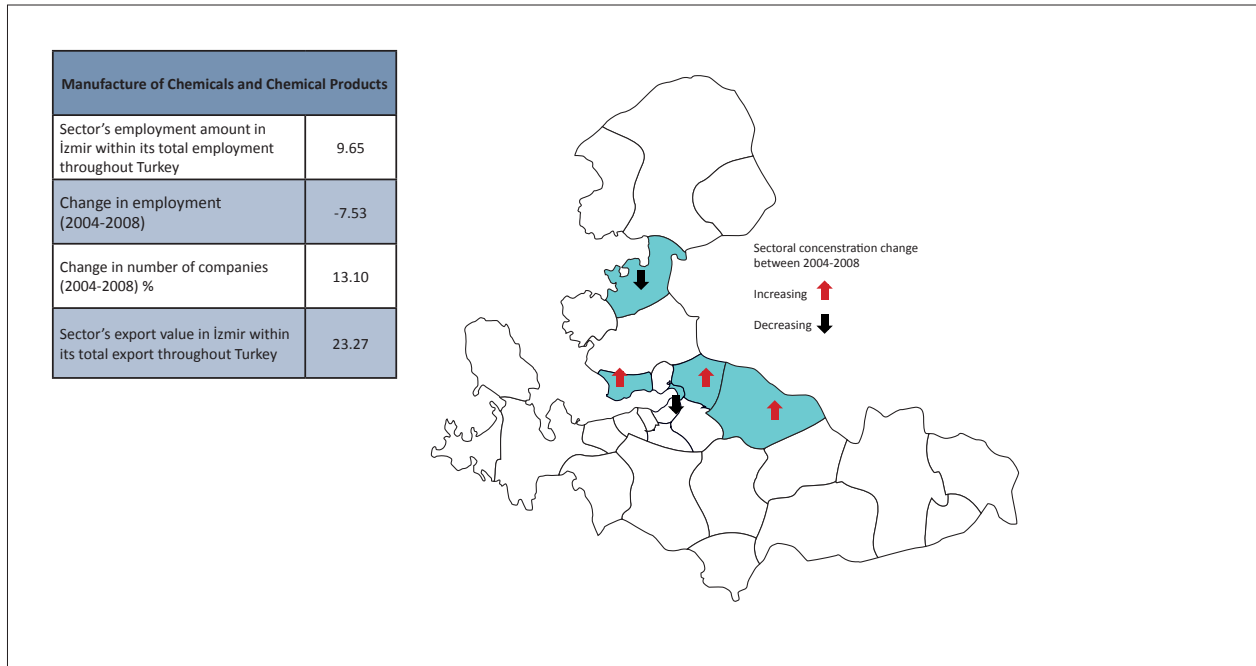 Manufacture of Chemicals and Chemical Products
Sector's employment amount in
İzmir within its total employment
throughout Turkey
9.65
Change in employment
(2004-2008)
-7.53
Change in number of companies
(2004-2008) %
13.10
Sector's export value in İzmir within
its total export throughout Turkey
23.27
Sectoral concentration change
between 2004-2008
Increasing
Decreasing